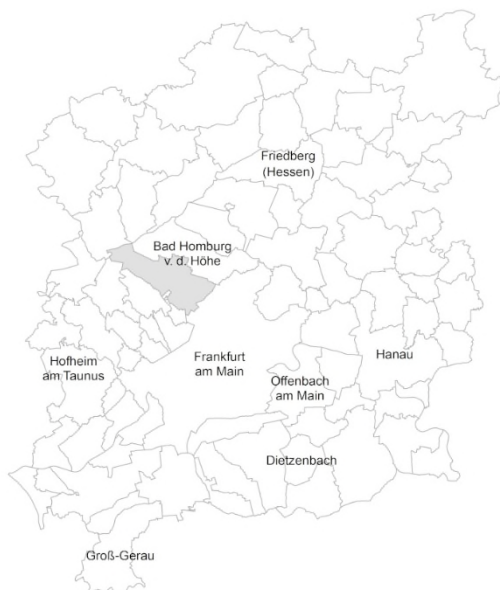 Friedberg
(Hessen)
Bad Homburg
v. d. Höhe
Hofheim
am Taunus
Frankfurt
am Main
Hanau
Offenbach
am Main
Dietzenbach
Groß-Gerau